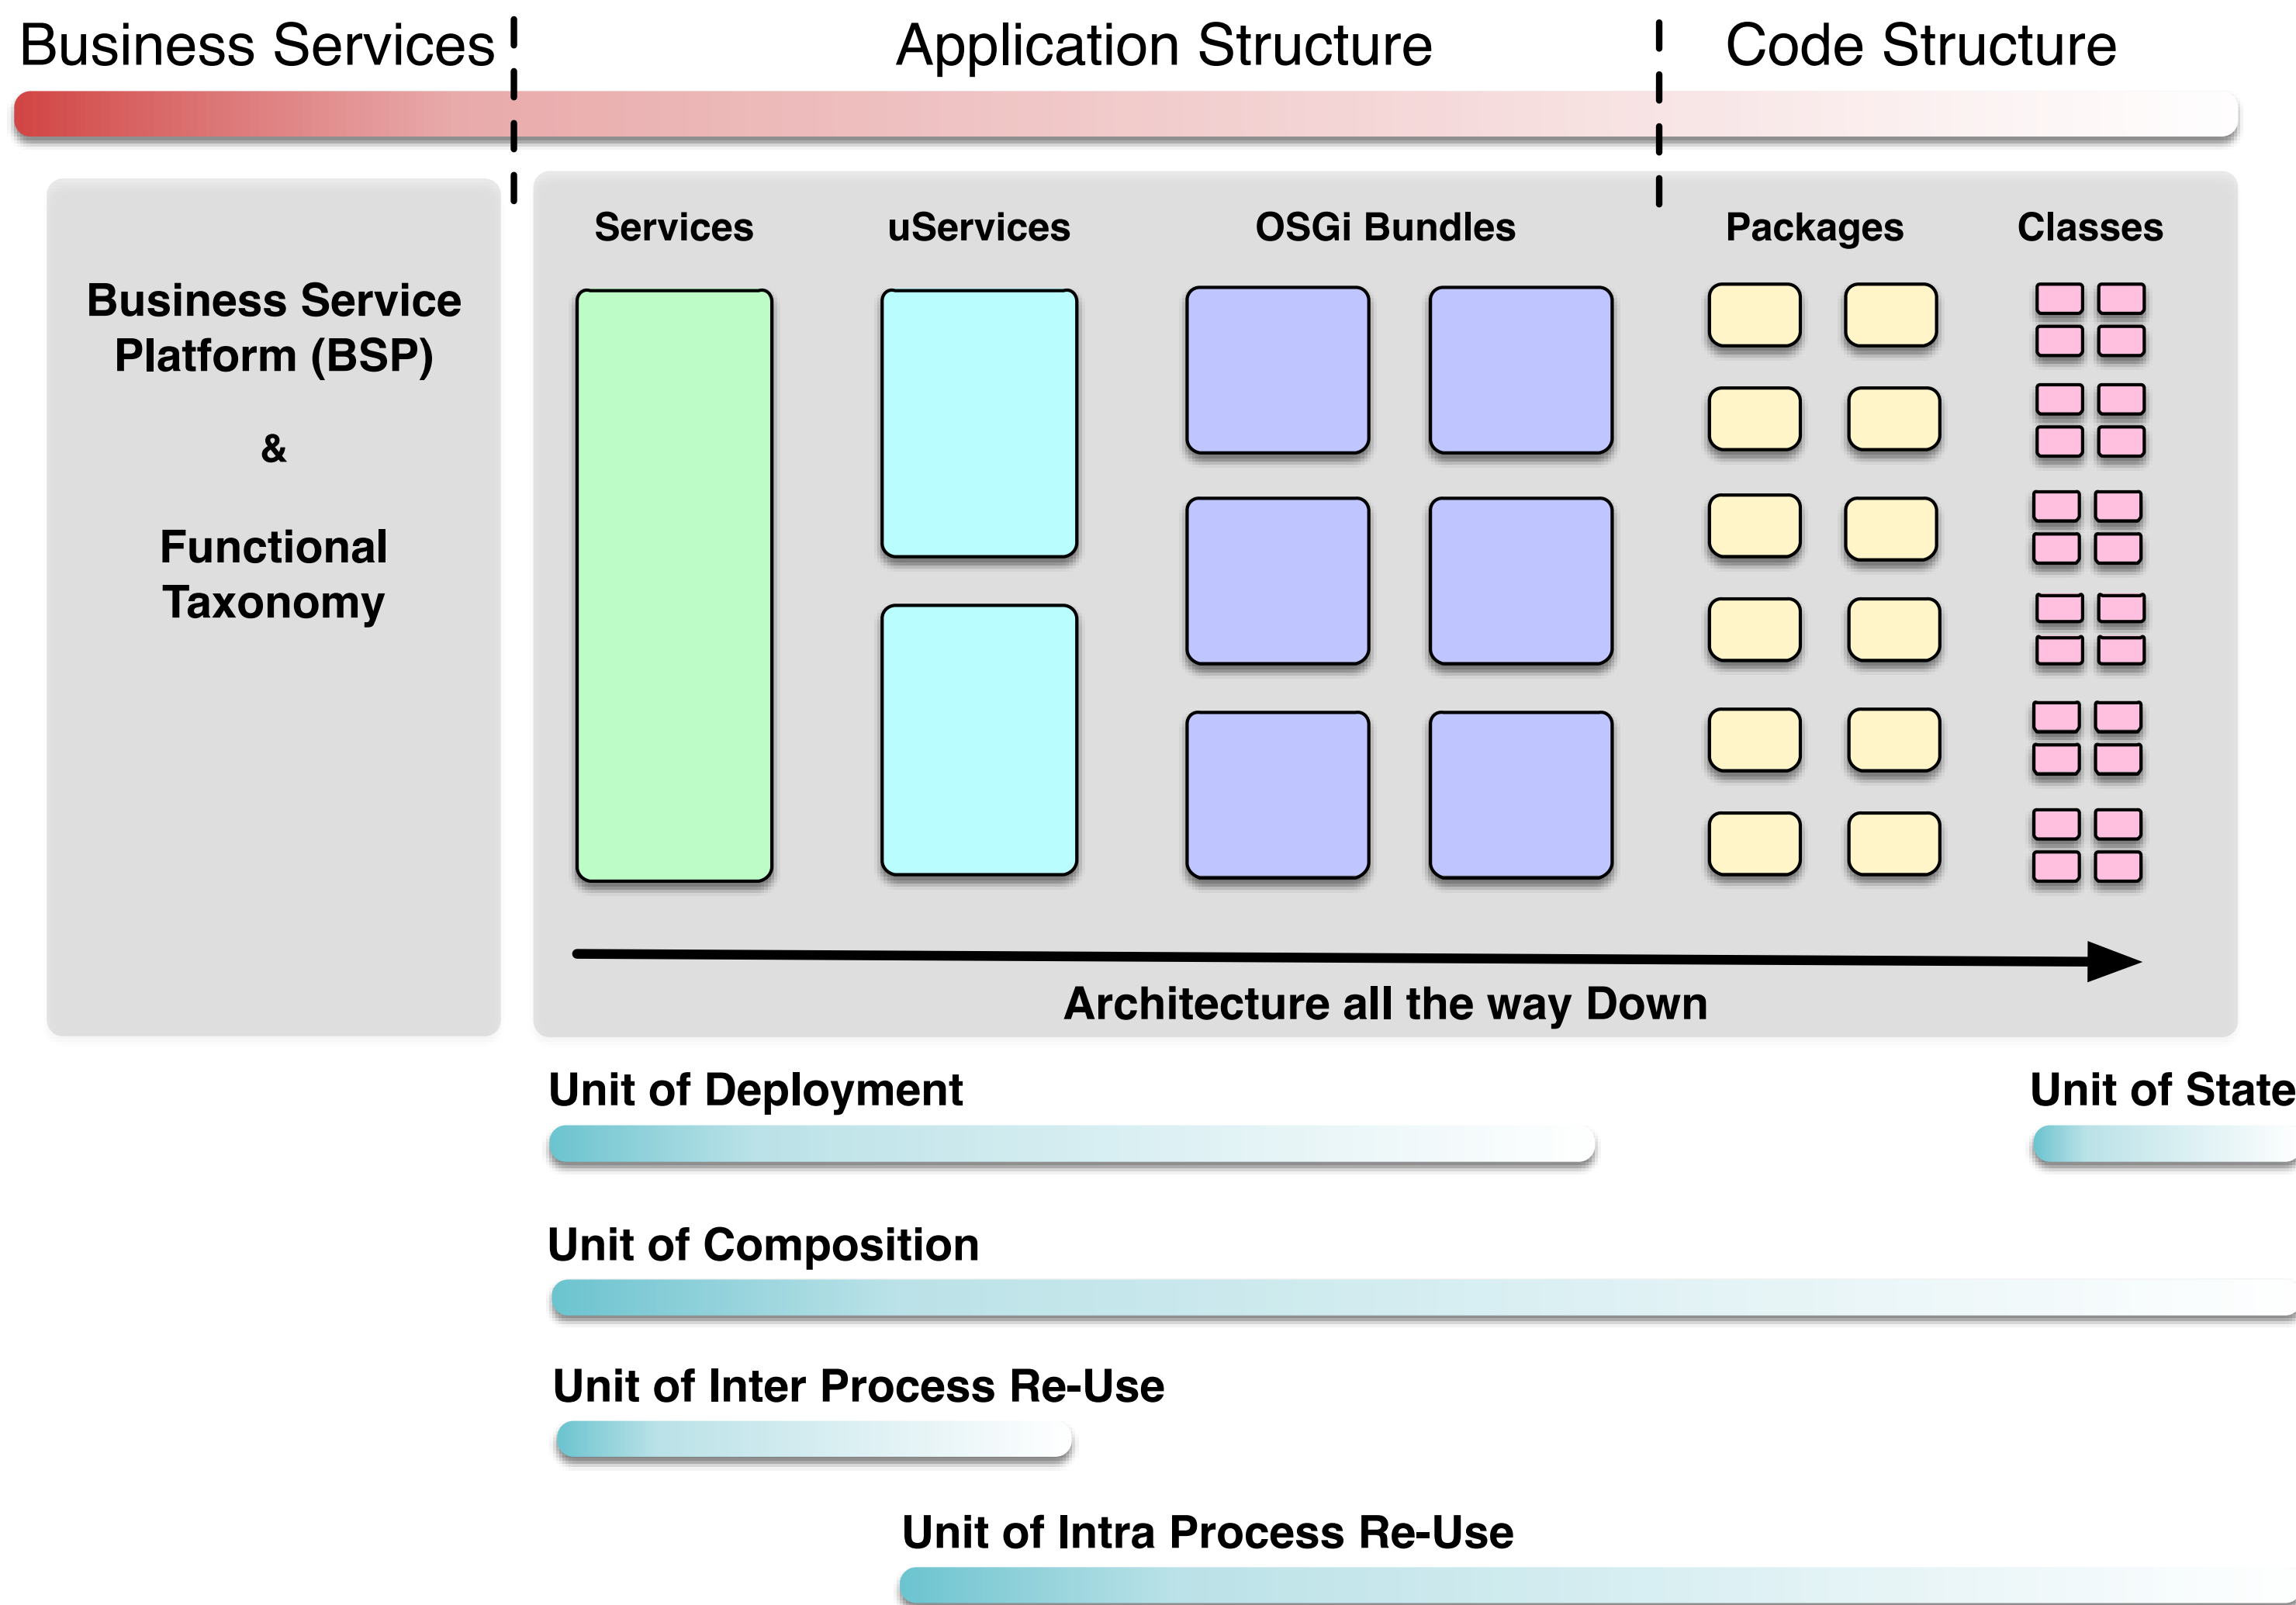 Business Services
Application Structure
Code Structure
Business Service
Platform (BSP)
&
Functional
Taxonomy
Services
uServices
OSGi Bundles
Packages
Classes
Architecture all the way Down
Unit of Deployment
Unit of State
Unit of Composition
Unit of Inter Process Re-Use
Unit of Intra Process Re-Use